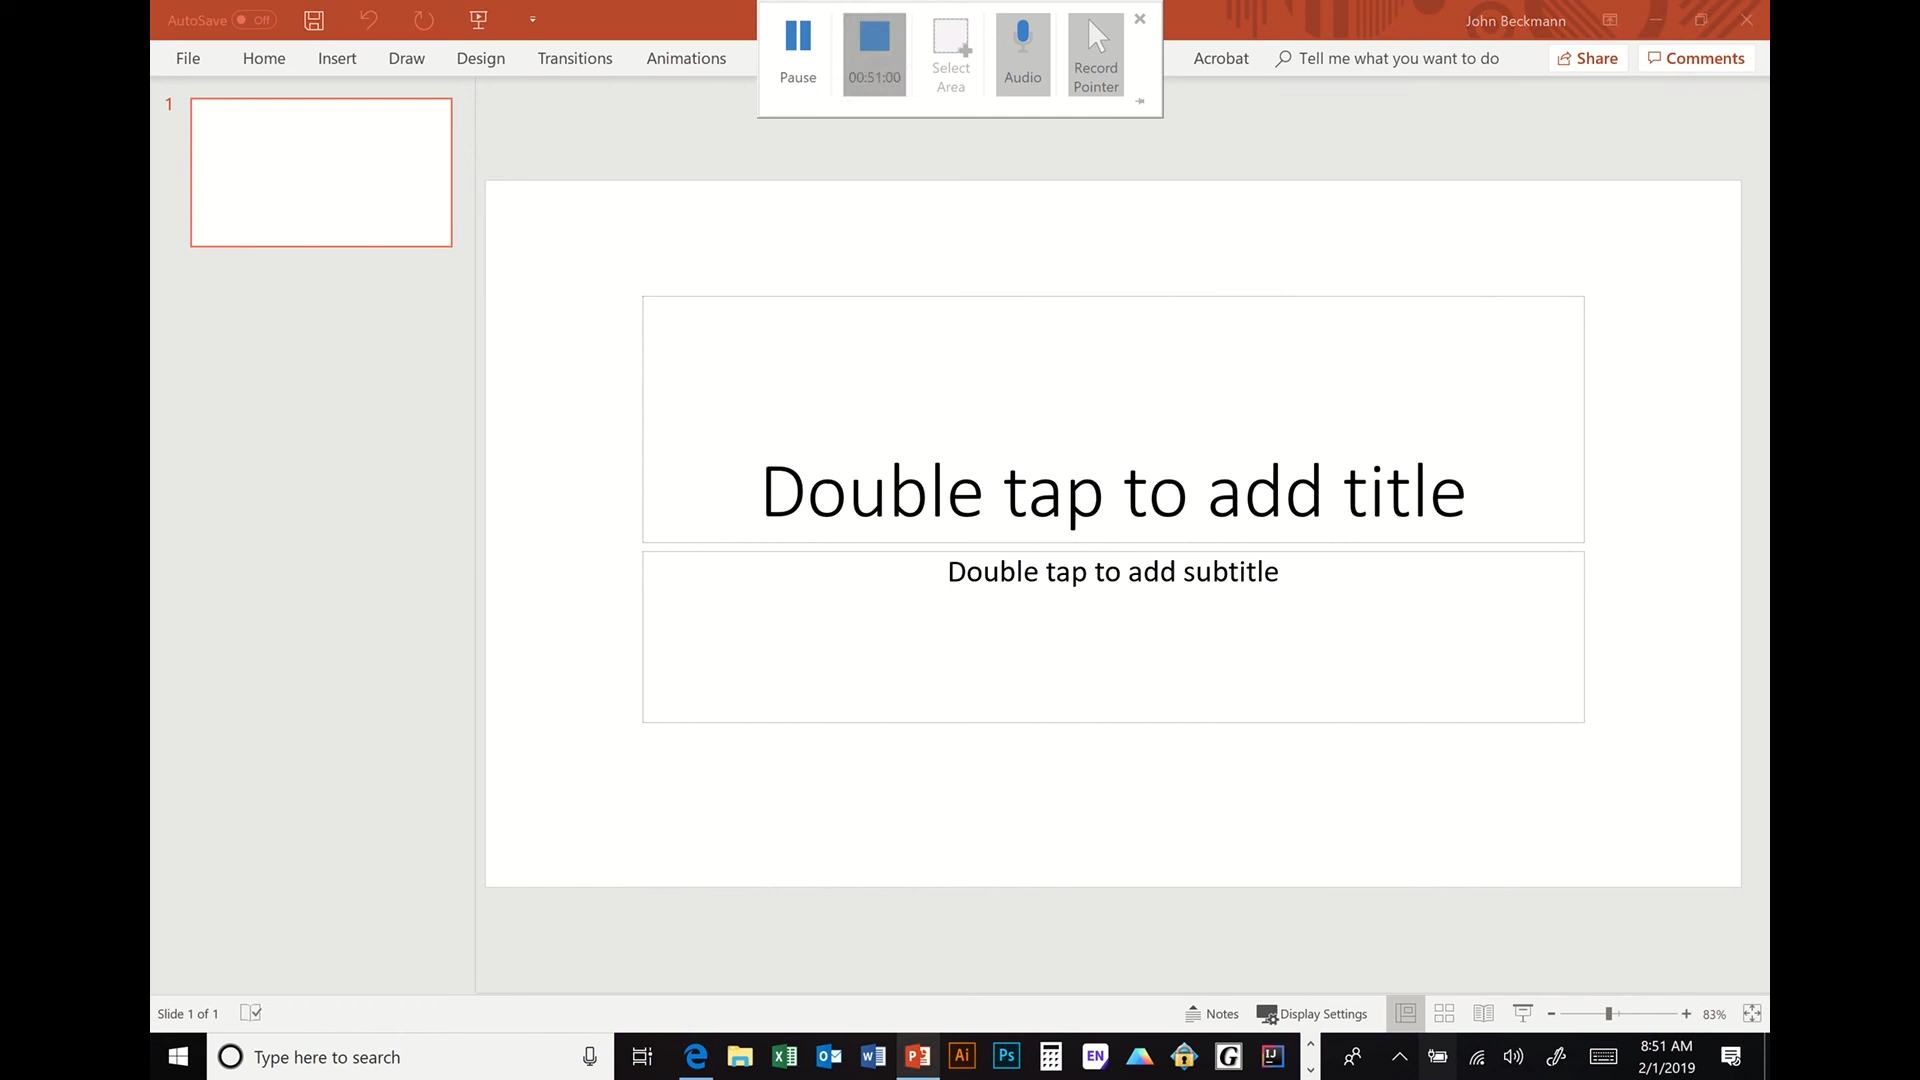 AutoSave Off
John Beckmann
File Home Insert Draw Design Transitions Animations
Acrobat Tell me what you want to do Share Comments
Pause
00:51:00
Select
Area
Audio
Record
Pointer
1
Double tap to add title
Double tap to add subtitle
Slide 1 of 1
Notes Display Settings 83%
Type here to search
Ai Ps EN G IJ
8:51 AM
2/1/2019